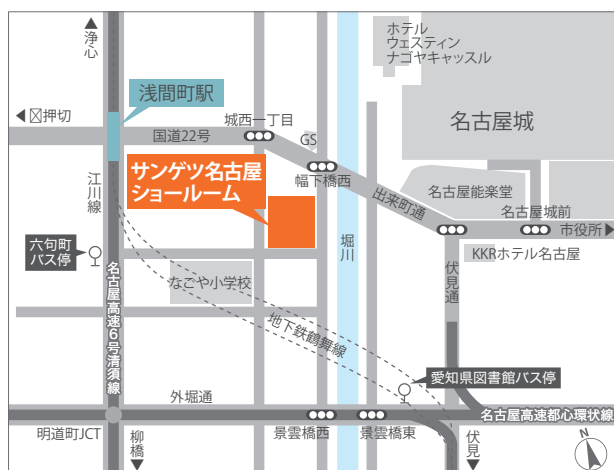 ▲浄心
ホテル
ウェスティン
ナゴヤキャッスル
浅間町駅
◀押切
国道22号
城西一丁目
GS
名古屋城
サンゲツ名古屋
ショールーム
幅下橋西
出来町通
名古屋能楽堂
名古屋城前
市役所▶
江川線
六句町
バス停
堀川
KKRホテル名古屋
伏見通
なごや小学校
名古屋高速6号清須線
地下鉄鶴舞線
愛知県図書館バス停
外堀通
名古屋高速都心環状線
明道町JCT
柳橋▼
景雲橋西
景雲橋東
伏見▼
N